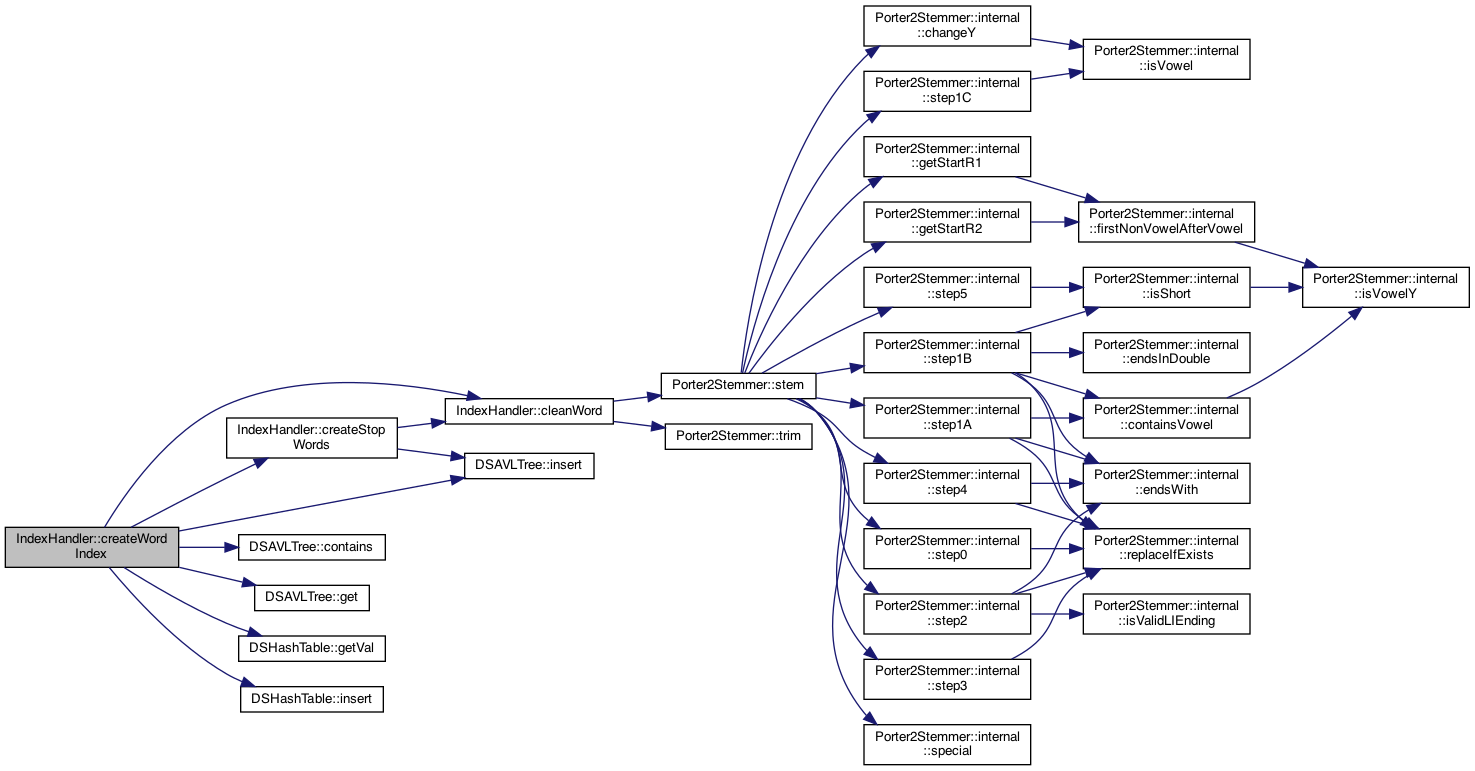 IndexHandler::createWord
Index
IndexHandler::createStop
Words
DSAVLTree::contains
DSAVLTree::get
DSHashTable::getVal
DSHashTable::insert
IndexHandler::cleanWord
DSAVLTree::insert
Porter2Stemmer::stem
Porter2Stemmer::trim
Porter2Stemmer::internal
::changeY
Porter2Stemmer::internal
::step1C
Porter2Stemmer::internal
::getStartR1
Porter2Stemmer::internal
::getStartR2
Porter2Stemmer::internal
::step5
Porter2Stemmer::internal
::step1B
Porter2Stemmer::internal
::step1A
Porter2Stemmer::internal
::step4
Porter2Stemmer::internal
::step0
Porter2Stemmer::internal
::step2
Porter2Stemmer::internal
::step3
Porter2Stemmer::internal
::special
Porter2Stemmer::internal
::isVowel
Porter2Stemmer::internal
::firstNonVowelAfterVowel
Porter2Stemmer::internal
::isShort
Porter2Stemmer::internal
::endsInDouble
Porter2Stemmer::internal
::containsVowel
Porter2Stemmer::internal
::endsWith
Porter2Stemmer::internal
::replaceIfExists
Porter2Stemmer::internal
::isValidLIEnding
Porter2Stemmer::internal
::isVowelY